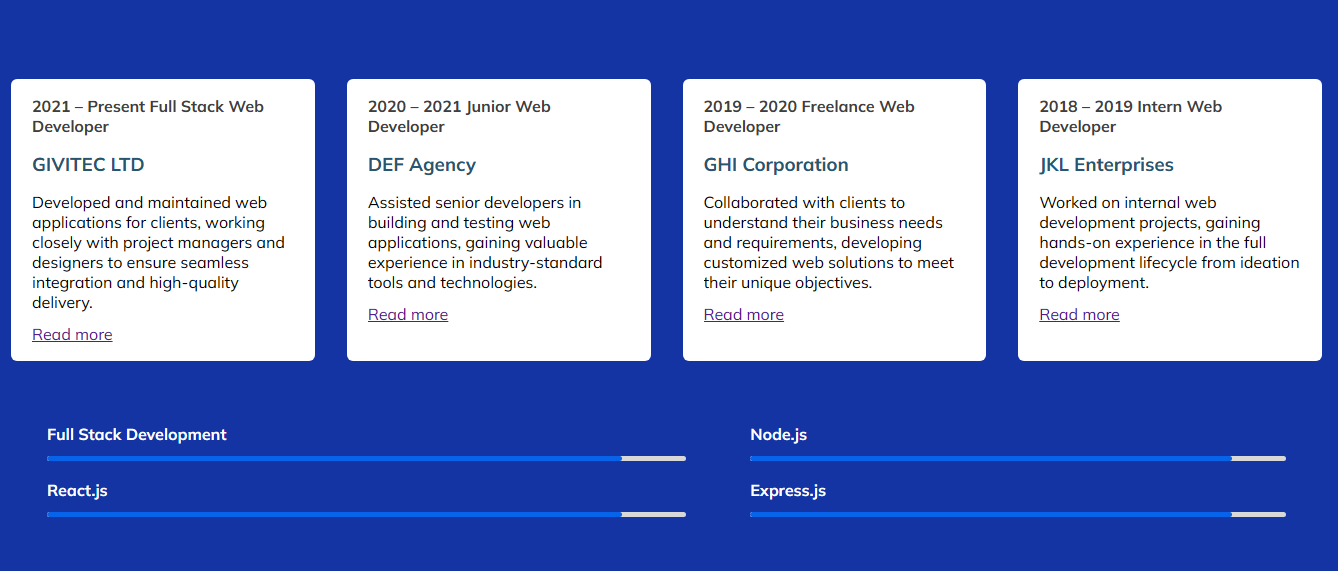 2021 – Present Full Stack Web
Developer
GIVITEC LTD
Developed and maintained web
applications for clients, working
closely with project managers and
designers to ensure seamless
integration and high-quality
delivery.
Read more
2020 – 2021 Junior Web
Developer
DEF Agency
Assisted senior developers in
building and testing web
applications, gaining valuable
experience in industry-standard
tools and technologies.
Read more
2019 – 2020 Freelance Web
Developer
GHI Corporation
Collaborated with clients to
understand their business needs
and requirements, developing
customized web solutions to meet
their unique objectives.
Read more
2018 – 2019 Intern Web
Developer
JKL Enterprises
Worked on internal web
development projects, gaining
hands-on experience in the full
development lifecycle from ideation
to deployment.
Read more
Full Stack Development
React.js
Node.js
Express.js